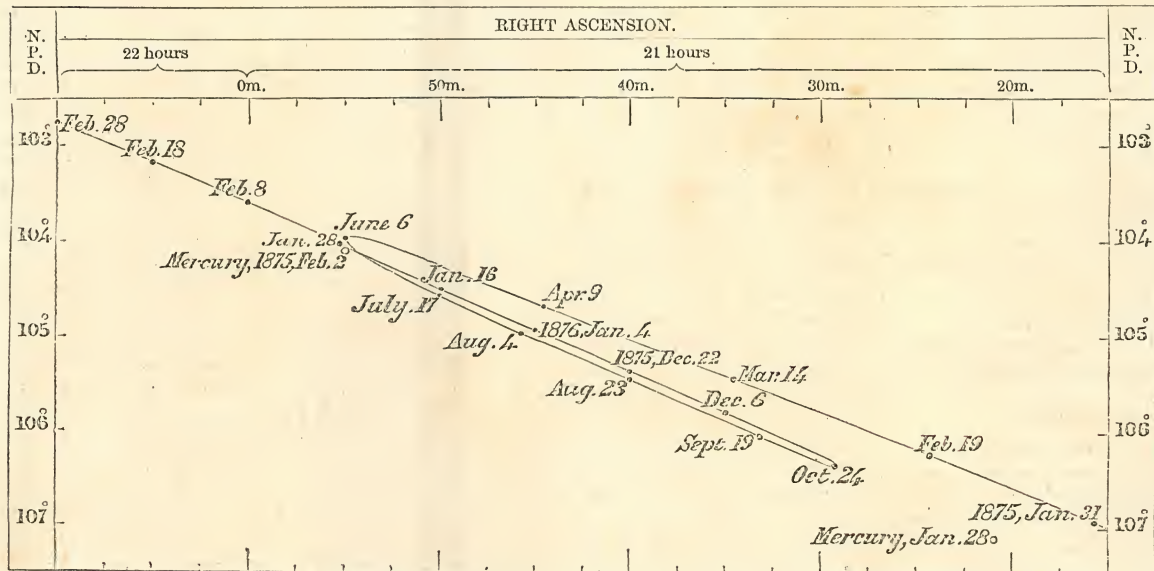 RIGHT ASCENSION.
N. P. D.
22 hours
21 hours
N. P. D.
0m.
50m.
40m.
30m.
20m.
103°
Feb. 28
103°
Feb. 18
Feb. 8
104°
June 6
104°
Jan. 28
Mercury, 1875, Feb. 2
Jan. 16
July. 17
Apr. 9
105°
Aug. 4
1876, Jan. 4
105°
1875, Dec. 22
Aug. 23
Mar. 14
Dec. 6
106°
Sept. 19
Feb. 19
106°
Oct. 24
107°
1875, Jan. 31
107°
Mercury, Jan. 28